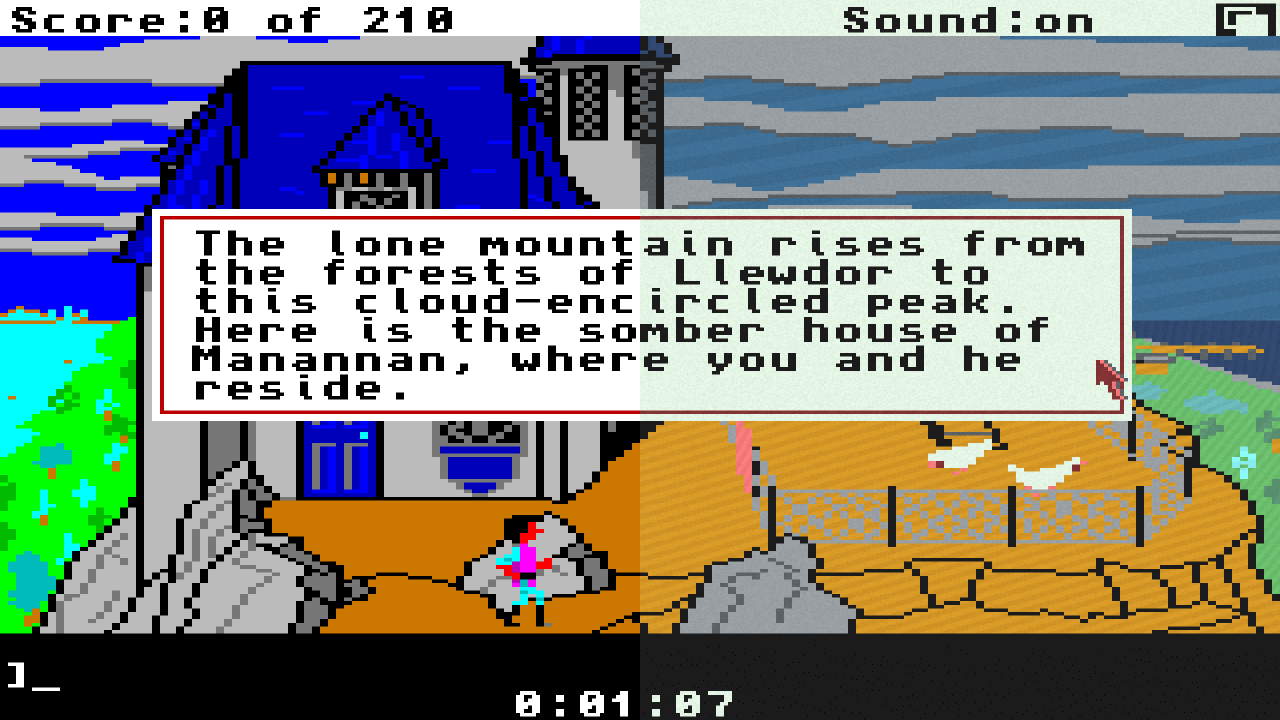 Score:0 of 210 Sound:on
The lone mountain rises from
the forests of Llewdor to
this cloud-encircled peak.
Here is the somber house of
Manannan, where you and he
reside.
]_
0:01:07